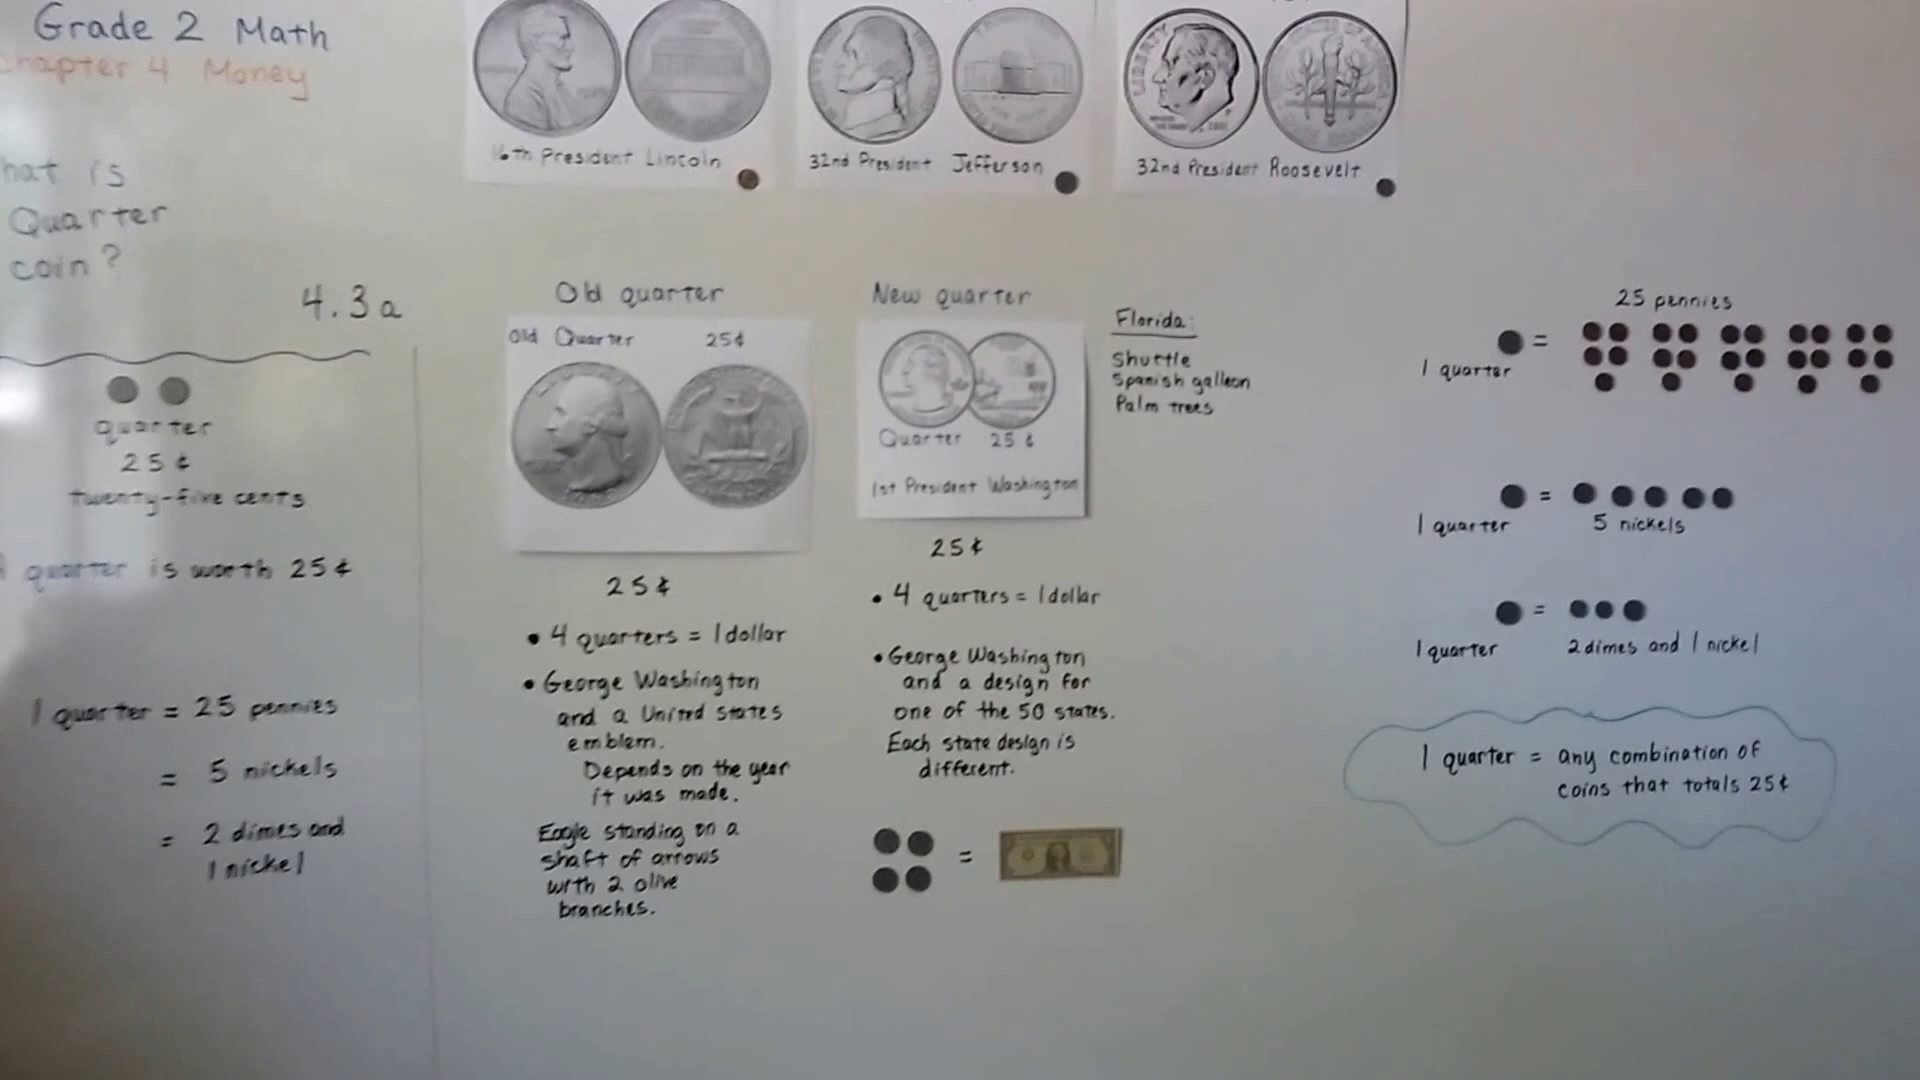 Grade 2 Math
Chapter 4 Money
hat is
Quarter
coin?
4.3a
quarter
25¢
twenty-five cents
quarter is worth 25¢
1 quarter = 25 pennies
= 5 nickels
= 2 dimes and
1 nickel
16th President Lincoln
32nd President Jefferson
LIBERTY
32nd President Roosevelt
Old quarter
Old Quarter 25¢
25¢
• 4 quarters = 1 dollar
• George Washington
and a United States
emblem.
Depends on the year
it was made.
Eagle standing on a
shaft of arrows
with 2 olive
branches.
New quarter
Quarter 25¢
1st President Washington
25¢
• 4 quarters = 1 dollar
• George Washington
and a design for
one of the 50 states.
Each state design is
different.
=
Florida:
Shuttle
Spanish galleon
Palm trees
25 pennies
=
1 quarter
=
1 quarter 5 nickels
=
1 quarter 2 dimes and 1 nickel
1 quarter = any combination of
coins that totals 25¢